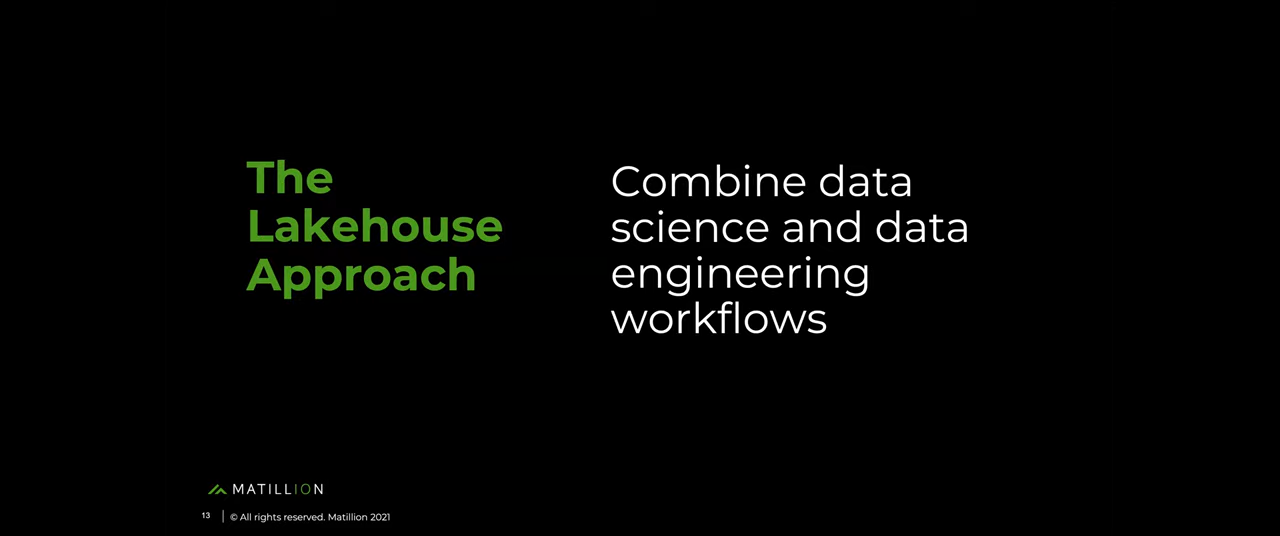 The
Lakehouse
Approach
Combine data
science and data
engineering
workflows
MATILLION
13
© All rights reserved. Matillion 2021